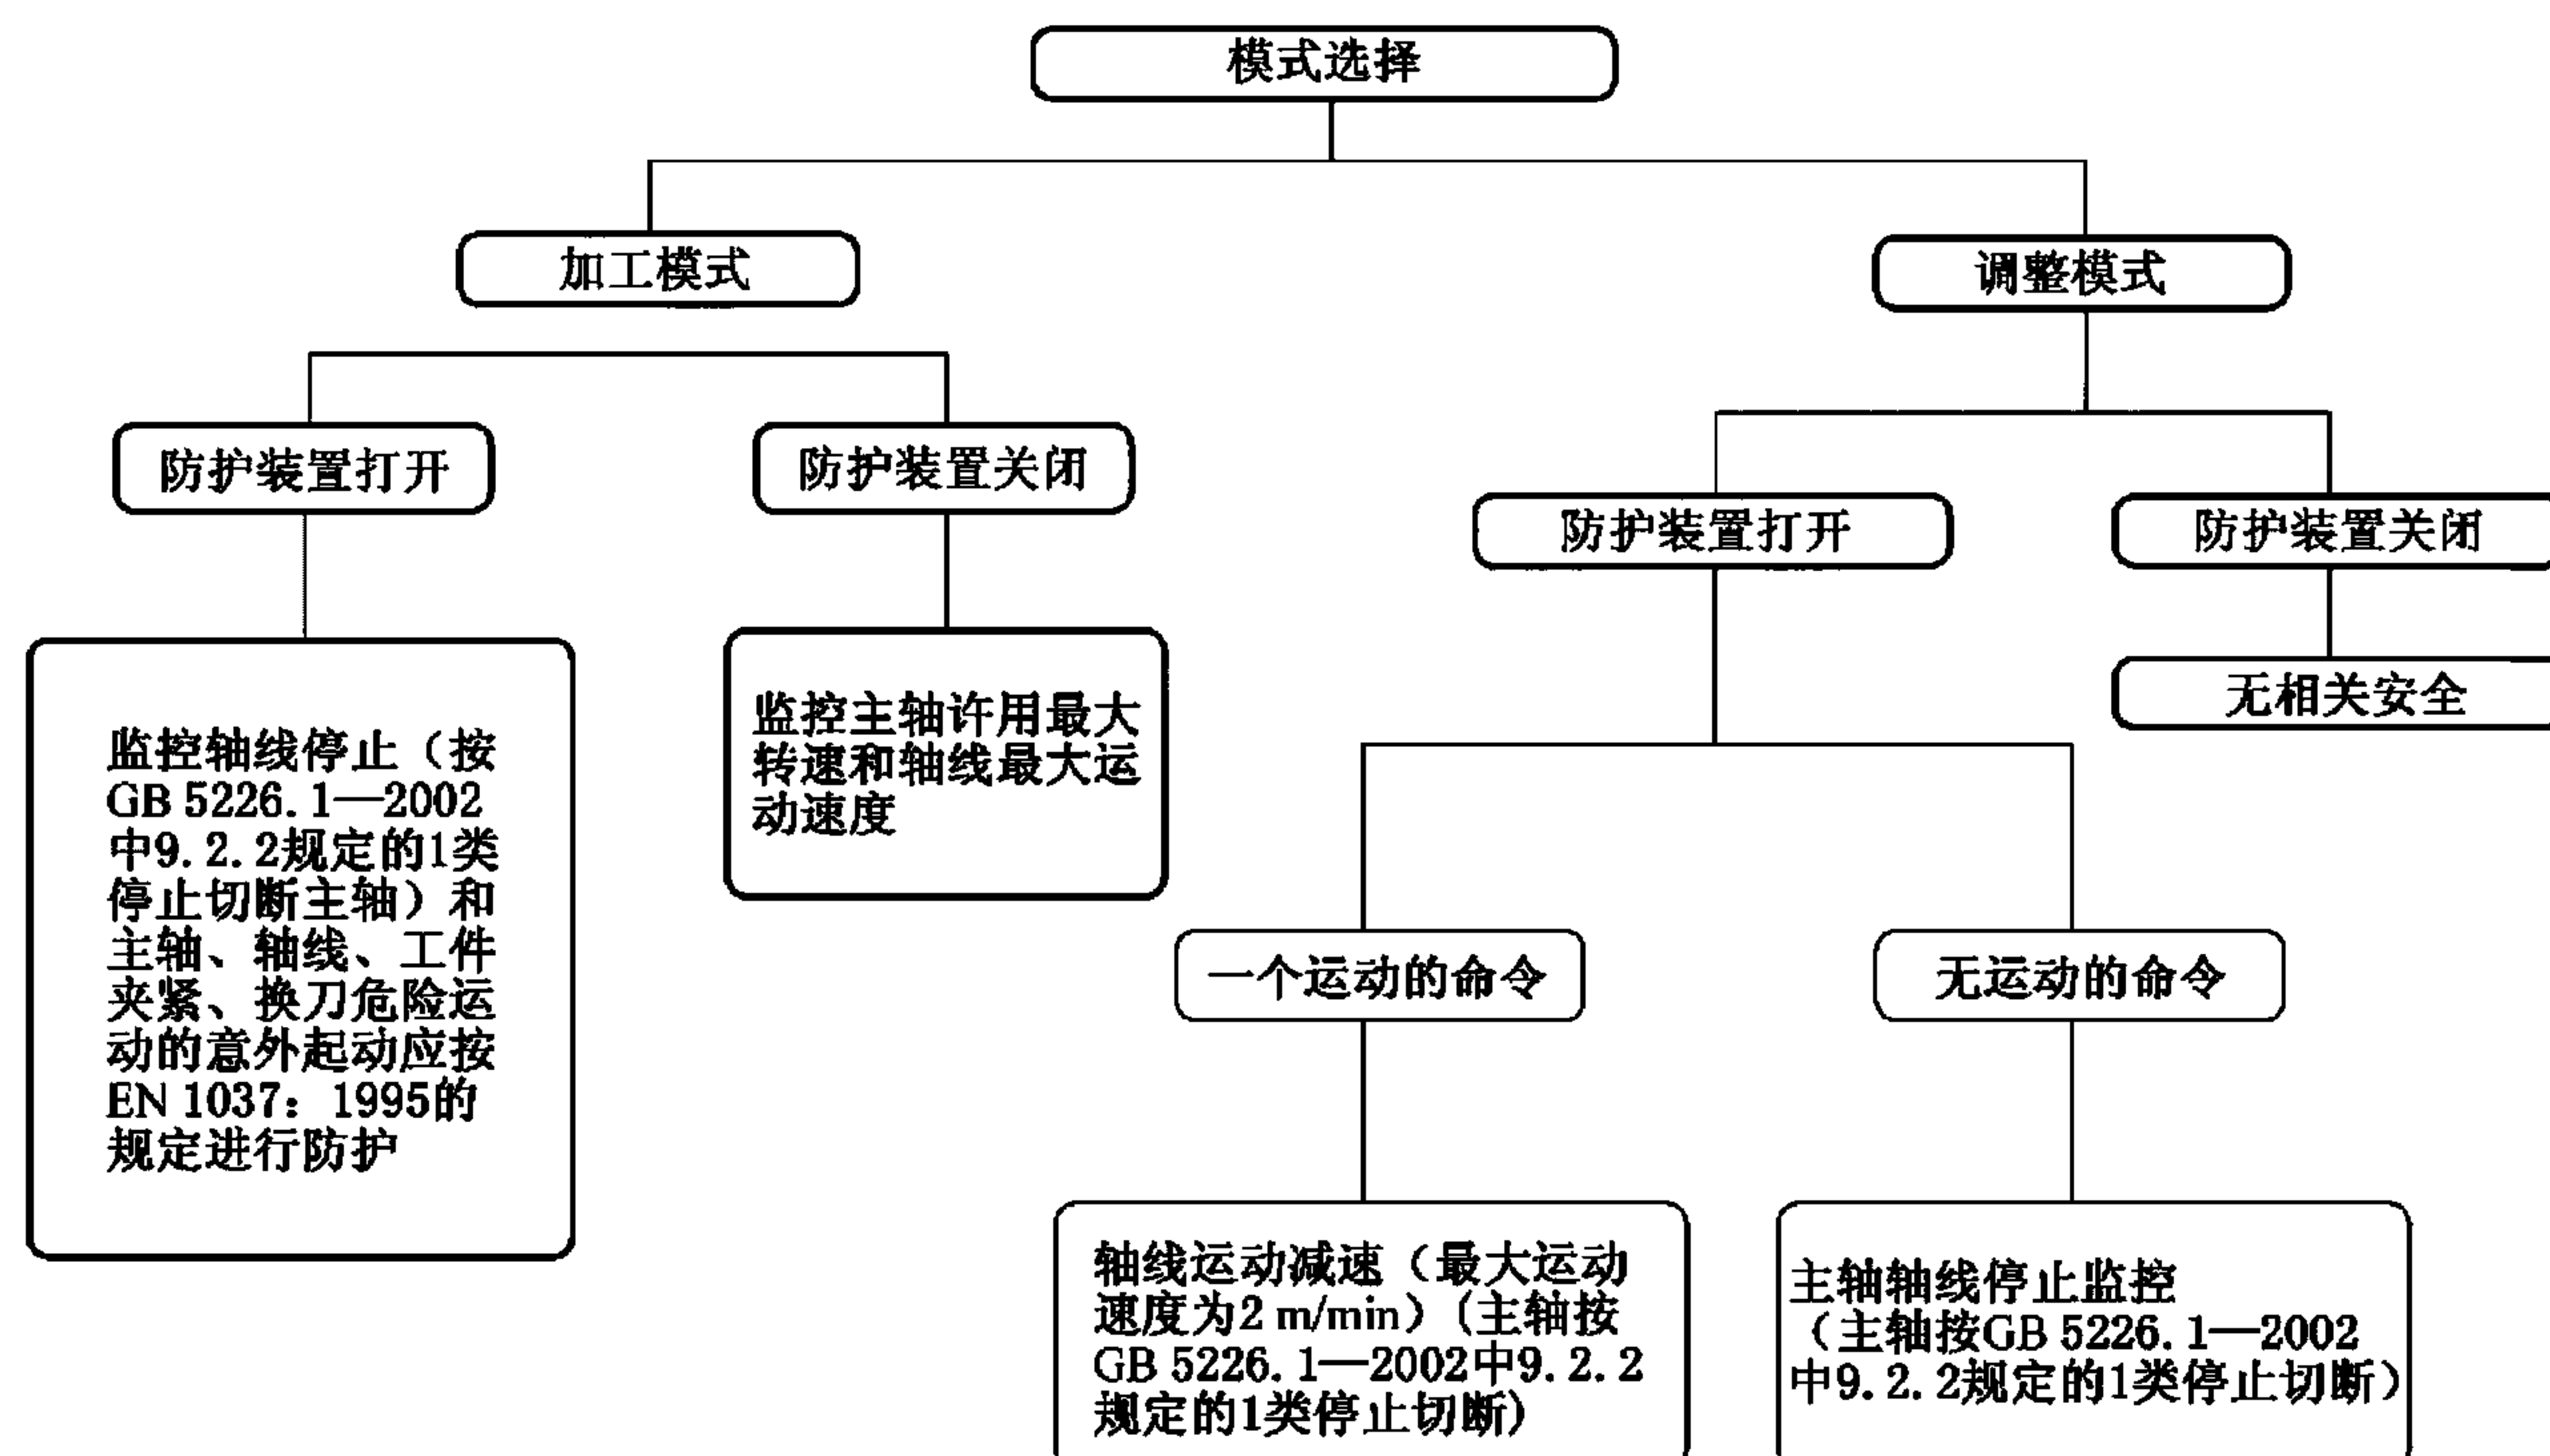 模式选择
加工模式
调整模式
防护装置打开
防护装置关闭
防护装置打开
防护装置关闭
监控轴线停止（按
GB 5226.1—2002
中9.2.2规定的1类
停止切断主轴）和
主轴、轴线、工件
夹紧、换刀危险运
动的意外起动应按
EN 1037：1995的
规定进行防护
监控主轴许用最大
转速和轴线最大运
动速度
无相关安全
一个运动的命令
无运动的命令
轴线运动减速（最大运动
速度为2 m/min）(主轴按
GB 5226.1—2002中9.2.2
规定的1类停止切断)
主轴轴线停止监控
（主轴按GB 5226.1—2002
中9.2.2规定的1类停止切断）